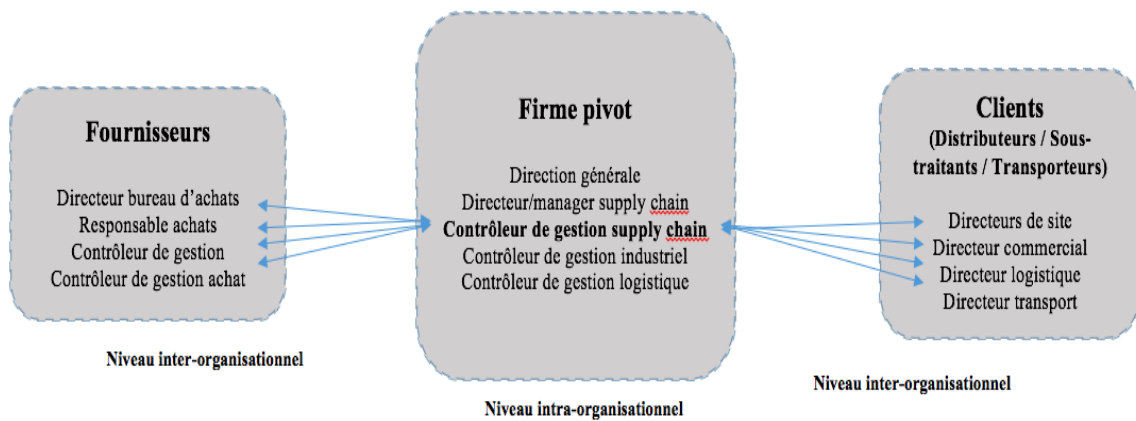 Fournisseurs
Directeur bureau d'achats
Responsable achats
Contrôleur de gestion
Contrôleur de gestion achat
Niveau inter-organisationnel
Firme pivot
Direction générale
Directeur/manager supply chain
Contrôleur de gestion supply chain
Contrôleur de gestion industriel
Contrôleur de gestion logistique
Niveau intra-organisationnel
Clients
(Distributeurs / Sous-
traitants / Transporteurs)
Directeurs de site
Directeur commercial
Directeur logistique
Directeur transport
Niveau inter-organisationnel